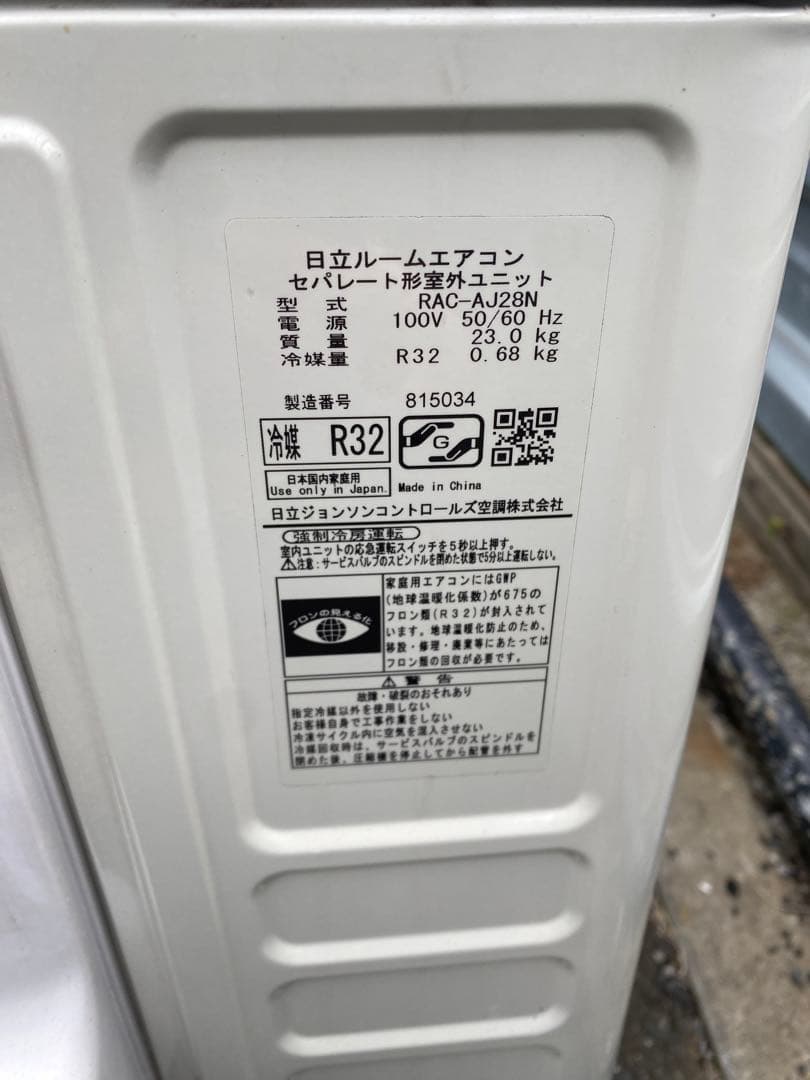 日立ルームエアコン
セパレート形室外ユニット
型式 RAC-AJ28N
電源 100V 50/60 Hz
質量 23.0 kg
冷媒量 R32 0.68 kg
製造番号 815034
冷媒 R32
G
日本国内家庭用
Use only in Japan.
Made in China
日立ジョンソンコントロールズ空調株式会社
強制冷房運転
室内ユニットの応急運転スイッチを5秒以上押す。
⚠注意:サービスバルブのスピンドルを閉めた状態で5分以上運転しない。
フロンの見える化
家庭用エアコンにはGWP
(地球温暖化係数)が675の
フロン類(R32)が封入されて
います。地球温暖化防止のため、
移設・修理・廃棄等にあたっては
フロン類の回収が必要です。
⚠ 警告
故障・破裂のおそれあり
指定冷媒以外を使用しない
お客様自身で工事作業をしない
冷凍サイクル内に空気を混入させない
冷媒回収時は、サービスバルブのスピンドルを
閉めた後、圧縮機を停止してから配管を外す